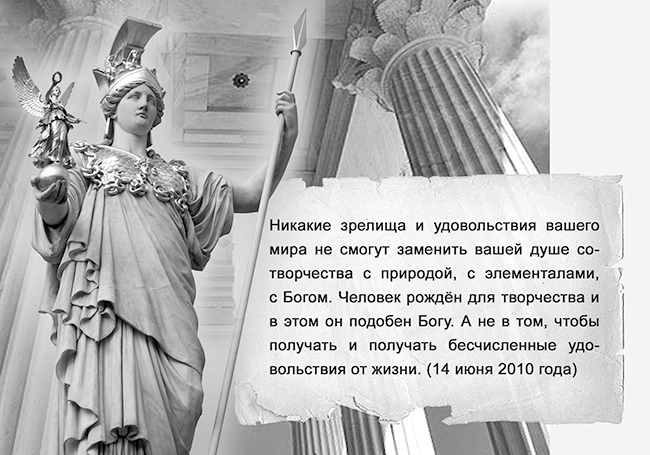 Никакие зрелища и удовольствия вашего
мира не смогут заменить вашей душе со-
творчества с природой, с элементалами,
с Богом. Человек рождён для творчества и
в этом он подобен Богу. А не в том, чтобы
получать и получать бесчисленные удо-
вольствия от жизни. (14 июня 2010 года)